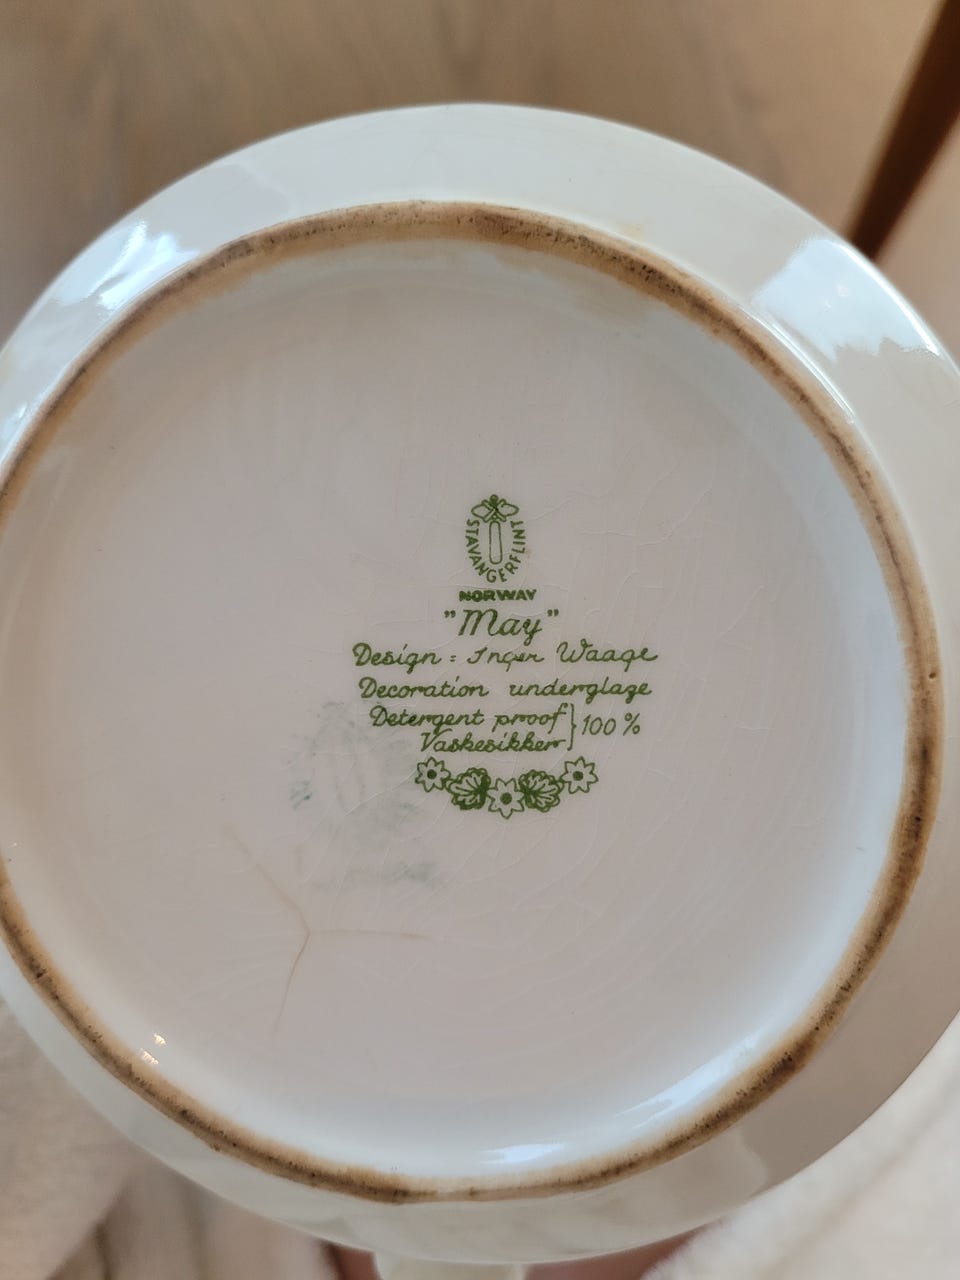 STAVANGERFLINT
NORWAY
"May"
Design = Inger Waage
Decoration underglaze
Detergent proof
Vaskesikker } 100 %